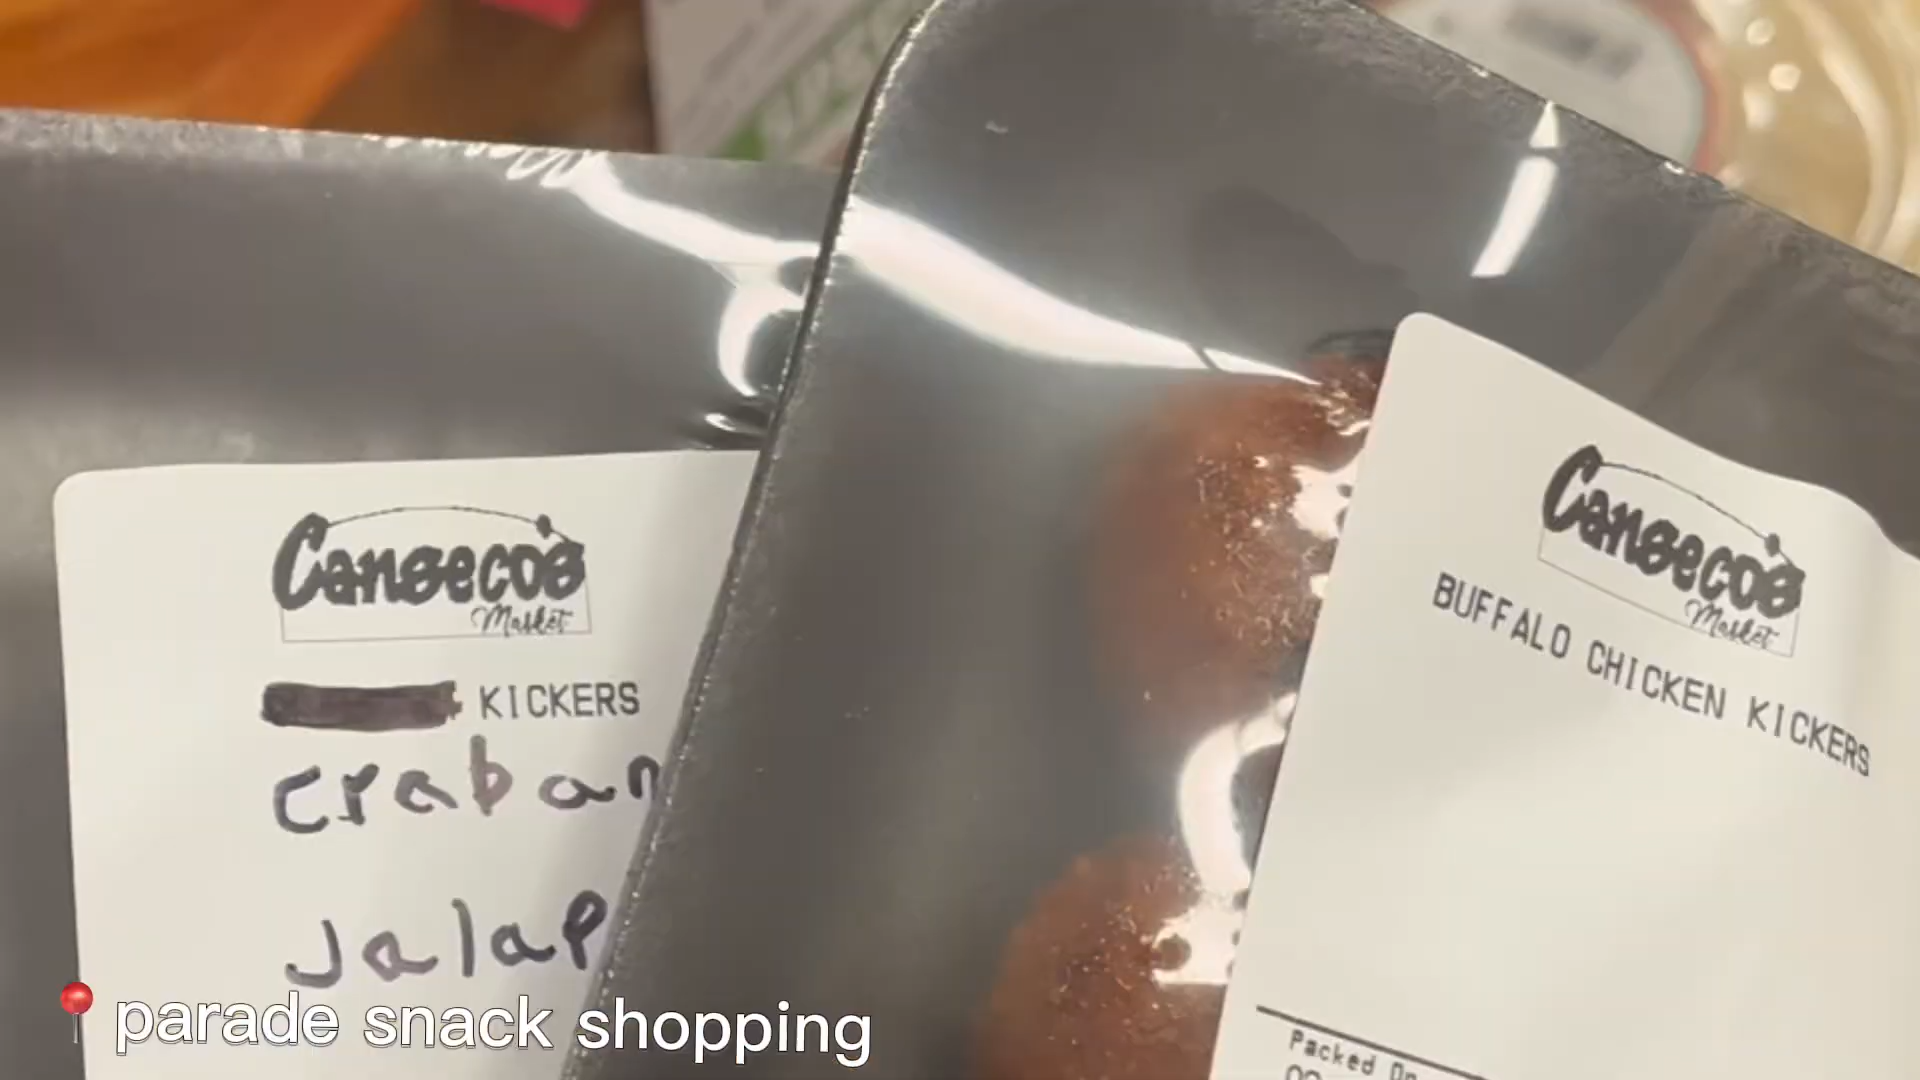 Canseco's
Market
KICKERS
Crab an
Jalap
Canseco's
Market
BUFFALO CHICKEN KICKERS
Packed On
parade snack shopping